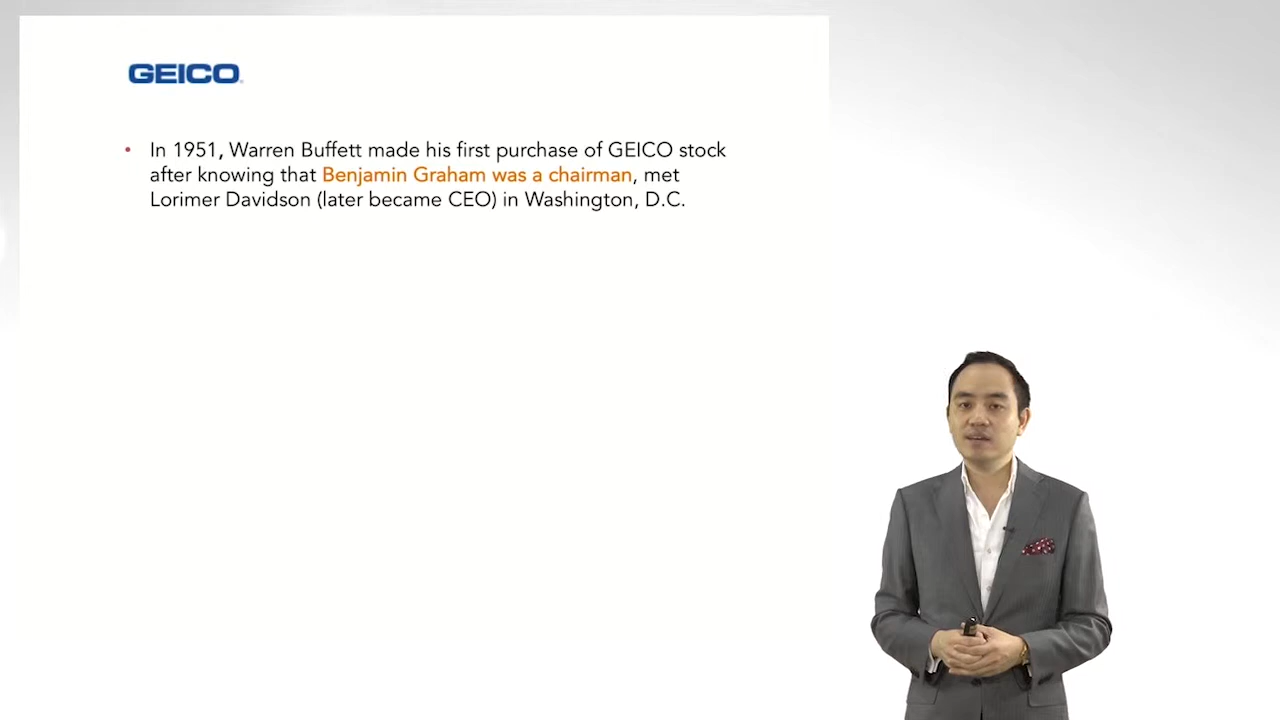 GEICO
• In 1951, Warren Buffett made his first purchase of GEICO stock
after knowing that Benjamin Graham was a chairman, met
Lorimer Davidson (later became CEO) in Washington, D.C.